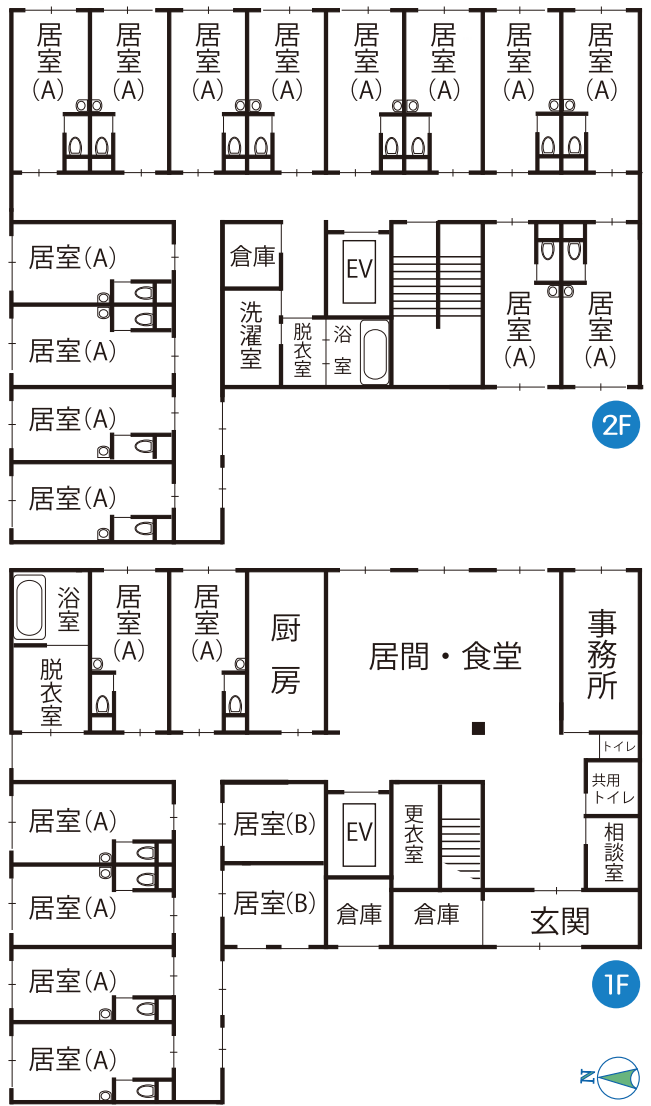 居室(A)
居室(A)
居室(A)
居室(A)
居室(A)
居室(A)
居室(A)
居室(A)
居室(A)
倉庫
EV
洗濯室
脱衣室
浴室
居室(A)
居室(A)
居室(A)
居室(A)
居室(A)
2F
浴室
脱衣室
居室(A)
居室(A)
厨房
居間・食堂
事務所
トイレ
共用
トイレ
相談室
居室(A)
居室(B)
EV
更衣室
居室(A)
居室(B)
倉庫
倉庫
玄関
居室(A)
居室(A)
1F
N